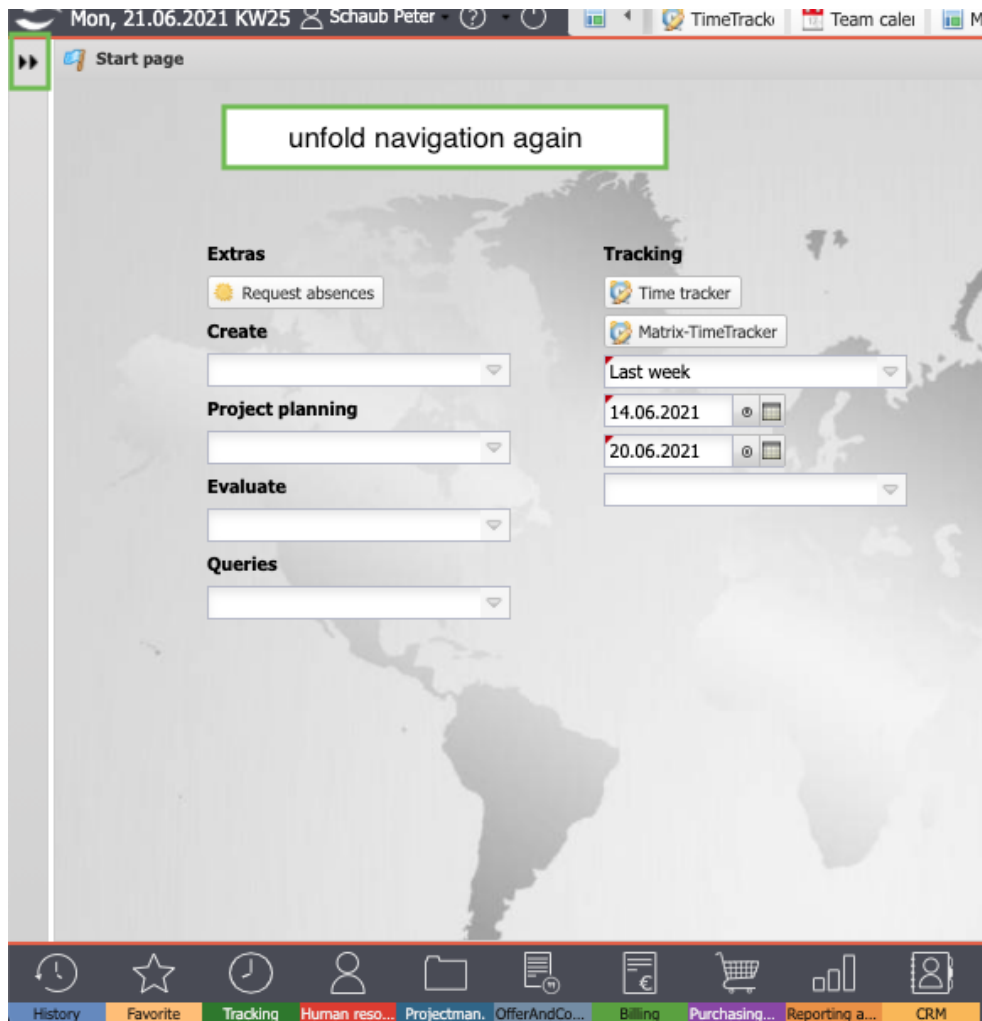 Mon, 21.06.2021 KW25 Schaub Peter
TimeTracke
Team caler
M
Start page
unfold navigation again
Extras
Request absences
Create
Project planning
Evaluate
Queries
Tracking
Time tracker
Matrix-TimeTracker
Last week
14.06.2021
20.06.2021
History
Favorite
Tracking
Human reso...
Projectman.
OfferAndCo...
Billing
Purchasing...
Reporting a...
CRM